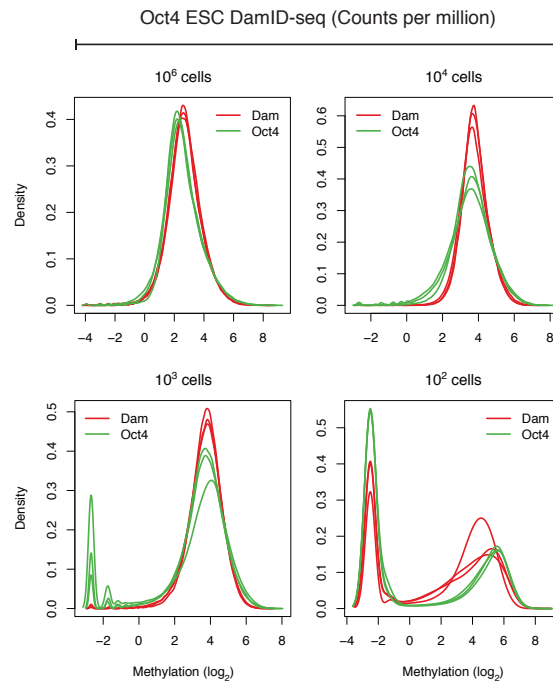 Oct4 ESC DamID-seq (Counts per million)
10⁶ cells
10⁴ cells
Density
0.0 0.1 0.2 0.3 0.4
Dam
Oct4
−4 −2 0 2 4 6 8
0.0 0.1 0.2 0.3 0.4 0.5 0.6
Dam
Oct4
−2 0 2 4 6 8
10³ cells
10² cells
Density
0.0 0.1 0.2 0.3 0.4 0.5
Dam
Oct4
−2 0 2 4 6 8
Methylation (log₂)
0.0 0.1 0.2 0.3 0.4 0.5
Dam
Oct4
−4 −2 0 2 4 6 8
Methylation (log₂)